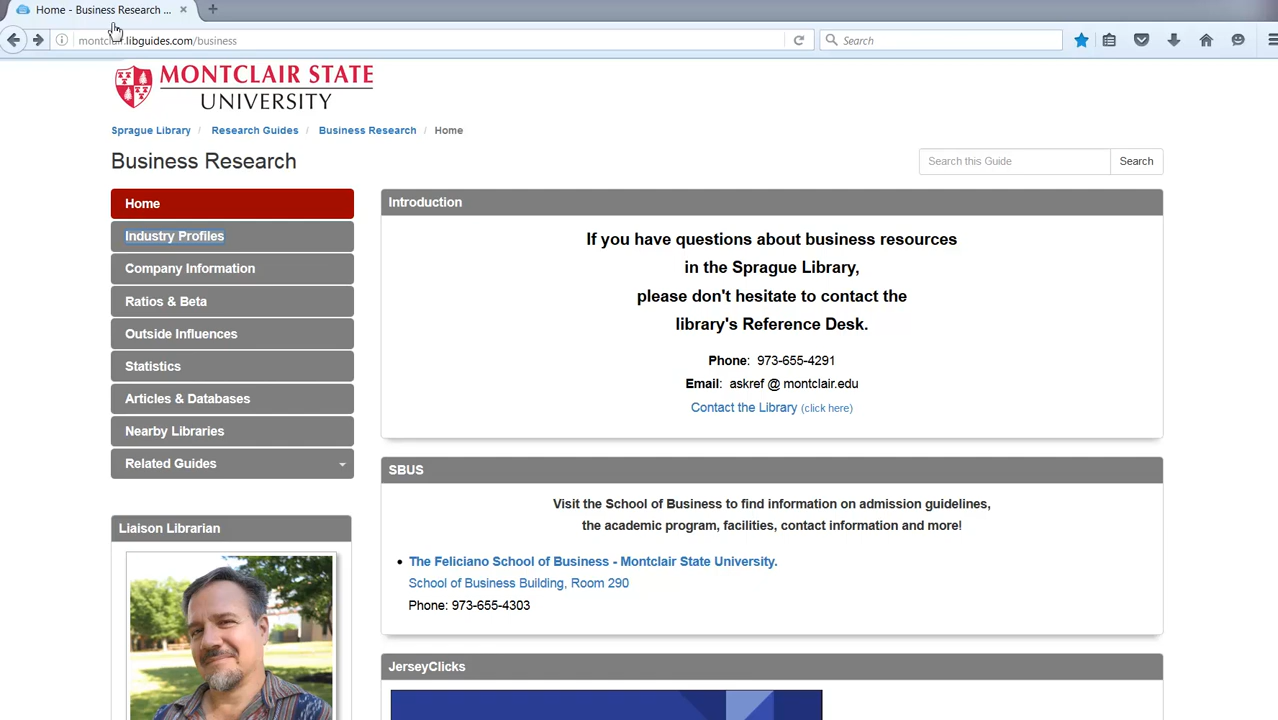 Home - Business Research ...
montclair.libguides.com/business
Search
MONTCLAIR STATE
UNIVERSITY
Sprague Library / Research Guides / Business Research / Home
Business Research
Search this Guide
Search
Home
Industry Profiles
Company Information
Ratios & Beta
Outside Influences
Statistics
Articles & Databases
Nearby Libraries
Related Guides
Liaison Librarian
Introduction
If you have questions about business resources
in the Sprague Library,
please don't hesitate to contact the
library's Reference Desk.
Phone: 973-655-4291
Email: askref @ montclair.edu
Contact the Library (click here)
SBUS
Visit the School of Business to find information on admission guidelines,
the academic program, facilities, contact information and more!
• The Feliciano School of Business - Montclair State University.
School of Business Building, Room 290
Phone: 973-655-4303
JerseyClicks